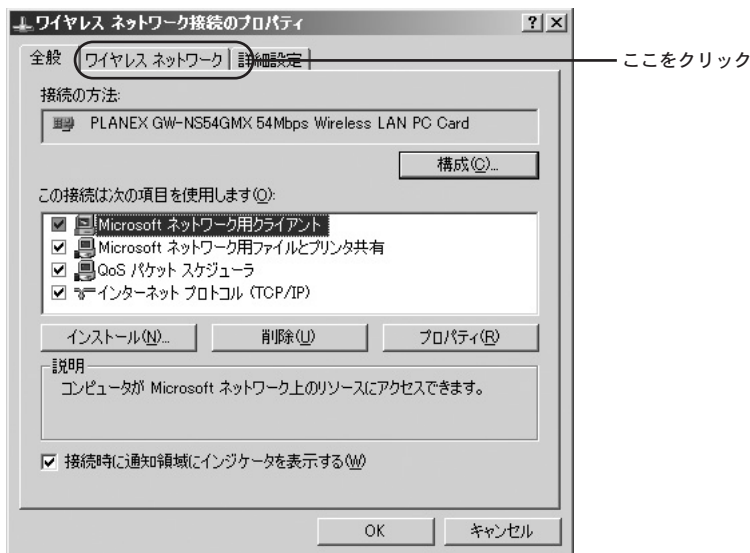 ワイヤレス ネットワーク接続のプロパティ
全般 ワイヤレス ネットワーク 詳細設定
ここをクリック
接続の方法:
PLANEX GW-NS54GMX 54Mbps Wireless LAN PC Card
構成(C)...
この接続は次の項目を使用します(O):
Microsoft ネットワーク用クライアント
Microsoft ネットワーク用ファイルとプリンタ共有
QoS パケット スケジューラ
インターネット プロトコル (TCP/IP)
インストール(N)... 削除(U) プロパティ(R)
説明
コンピュータが Microsoft ネットワーク上のリソースにアクセスできます。
接続時に通知領域にインジケータを表示する(W)
OK キャンセル